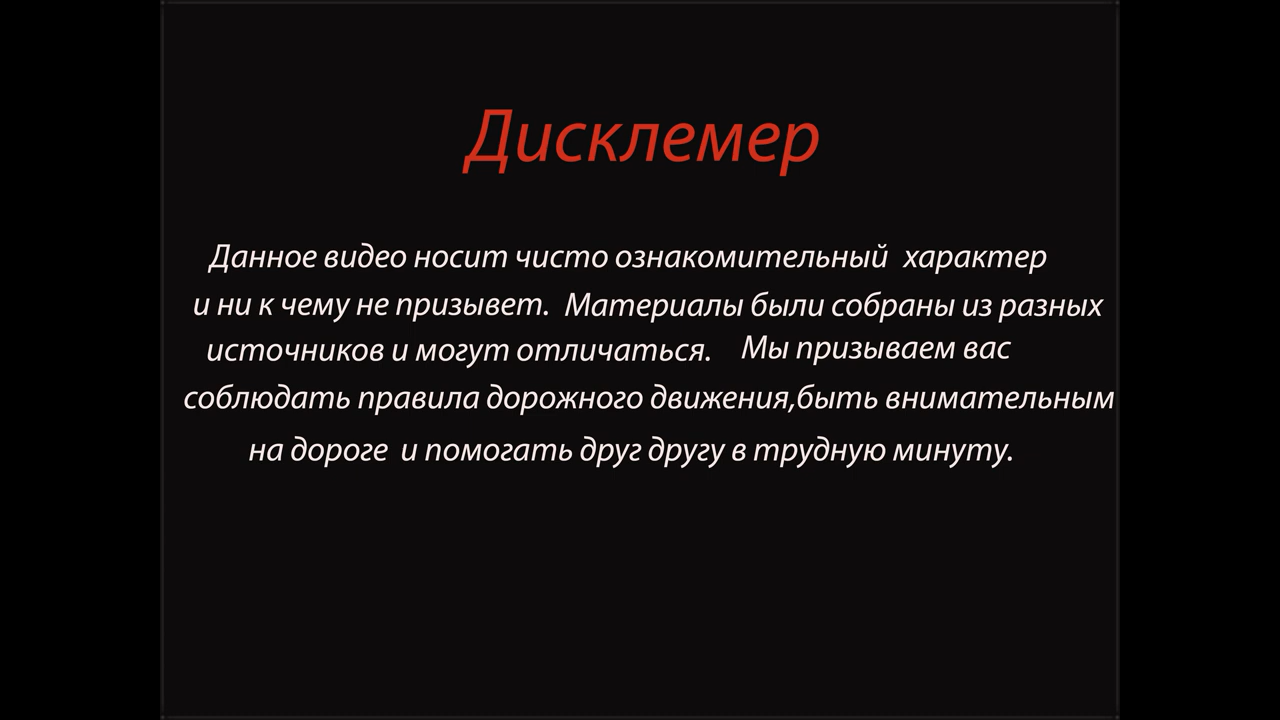 Дисклемер
Данное видео носит чисто ознакомительный характер
и ни к чему не призывет. Материалы были собраны из разных
источников и могут отличаться. Мы призываем вас
соблюдать правила дорожного движения,быть внимательным
на дороге и помогать друг другу в трудную минуту.